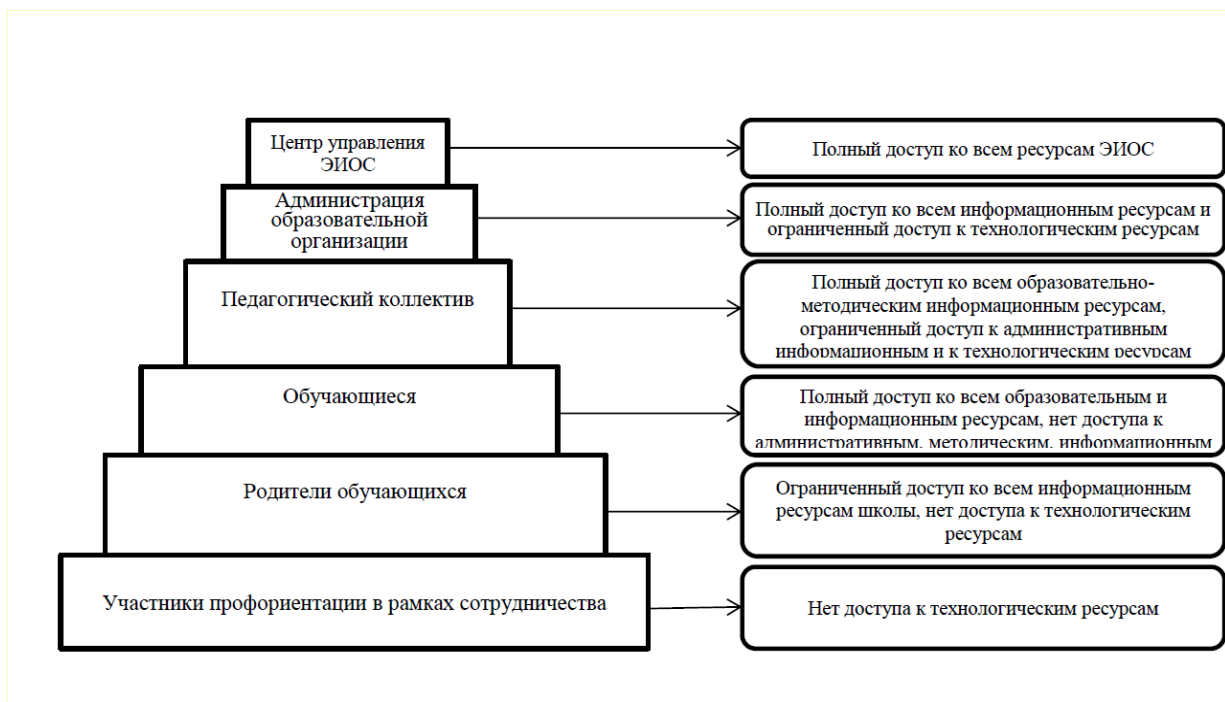 Центр управления
ЭИОС
Полный доступ ко всем ресурсам ЭИОС
Администрация
образовательной
организации
Полный доступ ко всем информационным ресурсам и
ограниченный доступ к технологическим ресурсам
Педагогический коллектив
Полный доступ ко всем образовательно-
методическим информационным ресурсам,
ограниченный доступ к административным
информационным и к технологическим ресурсам
Обучающиеся
Полный доступ ко всем образовательным и
информационным ресурсам, нет доступа к
административным, методическим, информационным
Родители обучающихся
Ограниченный доступ ко всем информационным
ресурсам школы, нет доступа к технологическим
ресурсам
Участники профориентации в рамках сотрудничества
Нет доступа к технологическим ресурсам